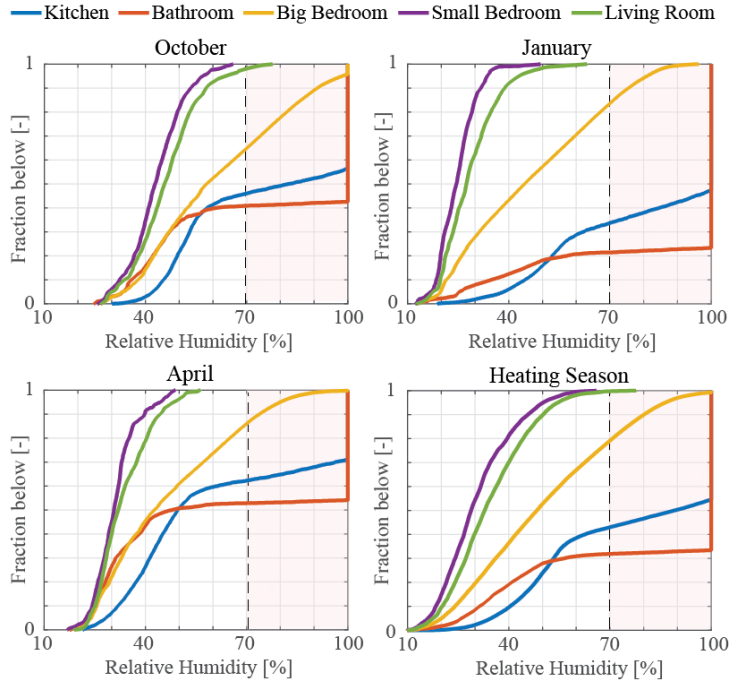 Kitchen Bathroom Big Bedroom Small Bedroom Living Room
October
January
Fraction below [-]
1
0
10 40 70 100
Relative Humidity [%]
Fraction below [-]
1
0
10 40 70 100
Relative Humidity [%]
April
Heating Season
Fraction below [-]
1
0
10 40 70 100
Relative Humidity [%]
Fraction below [-]
1
0
10 40 70 100
Relative Humidity [%]